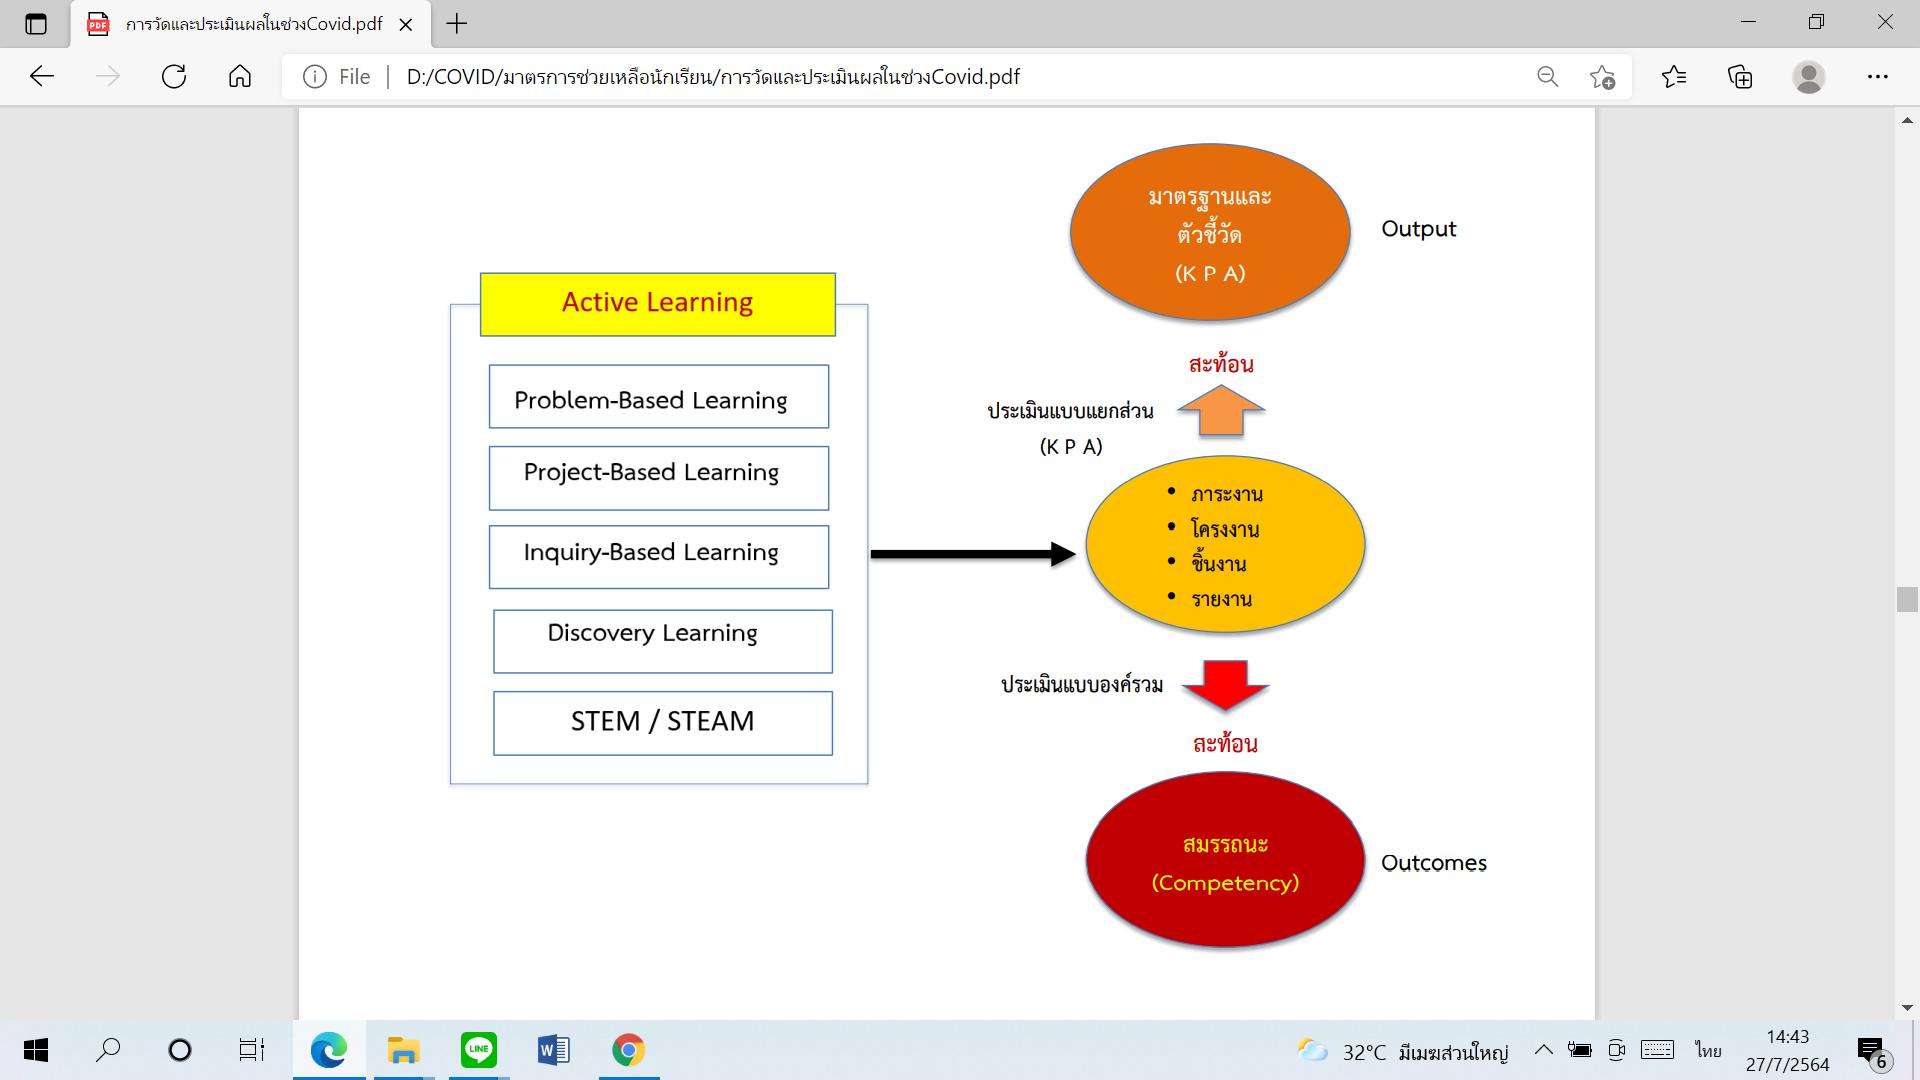 การวัดและประเมินผลในช่วงCovid.pdf
File
D:/COVID/มาตรการช่วยเหลือนักเรียน/การวัดและประเมินผลในช่วงCovid.pdf
Active Learning
Problem-Based Learning
Project-Based Learning
Inquiry-Based Learning
Discovery Learning
STEM / STEAM
มาตรฐานและ
ตัวชี้วัด
(K P A)
Output
สะท้อน
ประเมินแบบแยกส่วน
(K P A)
• ภาระงาน
• โครงงาน
• ชิ้นงาน
• รายงาน
ประเมินแบบองค์รวม
สะท้อน
สมรรถนะ
(Competency)
Outcomes
32°C มีเมฆส่วนใหญ่
ไทย
14:43
27/7/2564
6
LINE
W
PDF